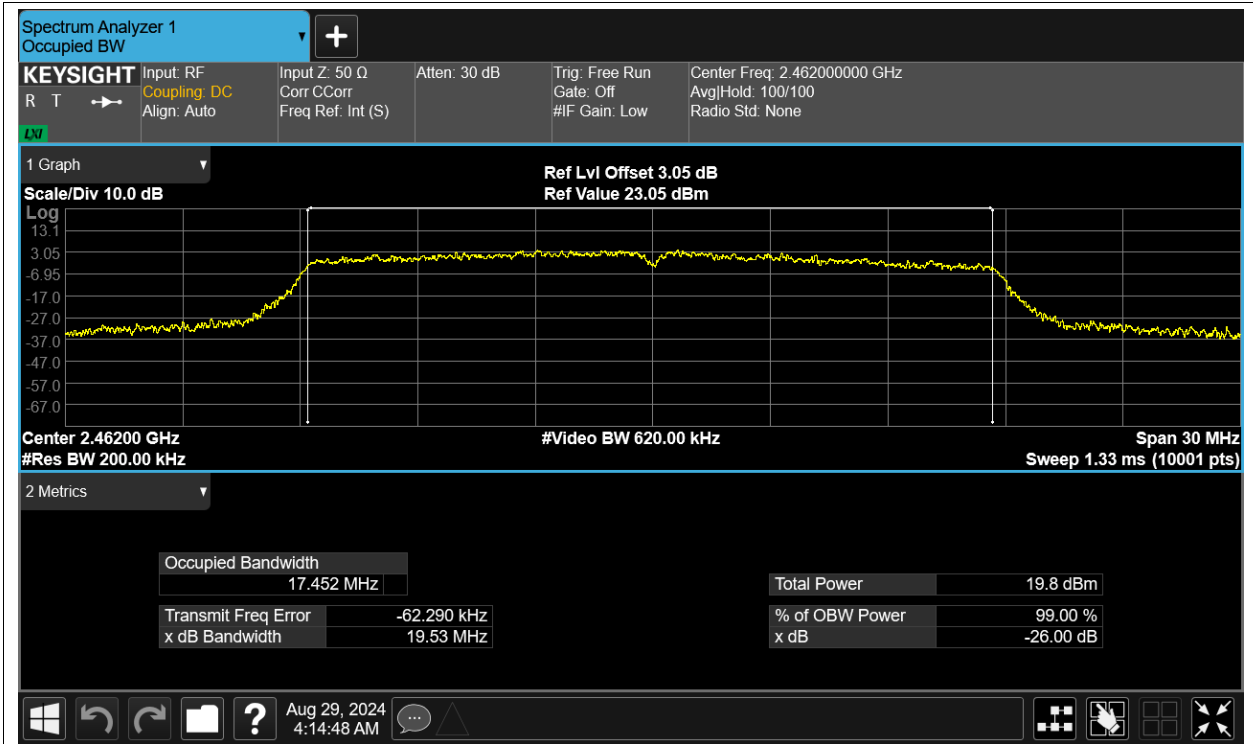 Spectrum Analyzer 1
Occupied BW
KEYSIGHT
R T
LXI
Input: RF
Coupling: DC
Align: Auto
Input Z: 50 Ω
Corr CCorr
Freq Ref: Int (S)
Atten: 30 dB
Trig: Free Run
Gate: Off
#IF Gain: Low
Center Freq: 2.462000000 GHz
Avg|Hold: 100/100
Radio Std: None
1 Graph
Scale/Div 10.0 dB
Ref Lvl Offset 3.05 dB
Ref Value 23.05 dBm
Log
13.1
3.05
-6.95
-17.0
-27.0
-37.0
-47.0
-57.0
-67.0
Center 2.46200 GHz
#Res BW 200.00 kHz
#Video BW 620.00 kHz
Span 30 MHz
Sweep 1.33 ms (10001 pts)
2 Metrics
Occupied Bandwidth
17.452 MHz
Transmit Freq Error -62.290 kHz
x dB Bandwidth 19.53 MHz
Total Power 19.8 dBm
% of OBW Power 99.00 %
x dB -26.00 dB
?
Aug 29, 2024
4:14:48 AM